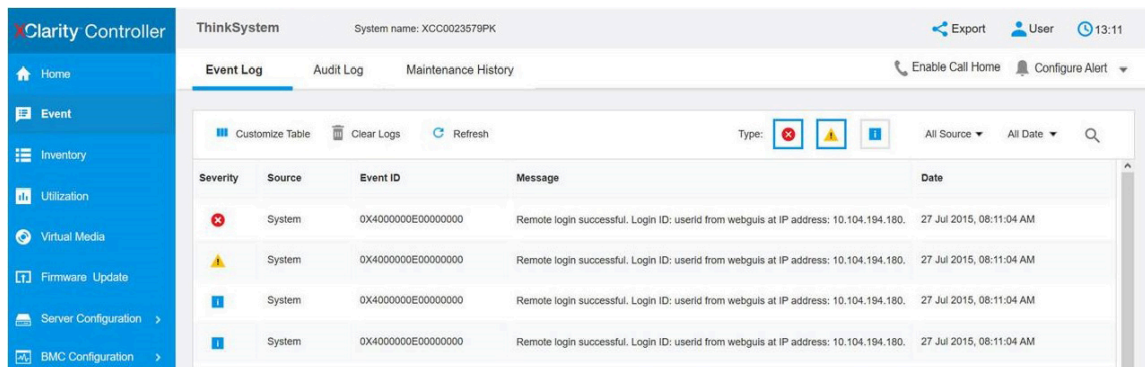 XClarity Controller
ThinkSystem System name: XCC0023579PK Export User 13:11
Home
Event
Inventory
Utilization
Virtual Media
Firmware Update
Server Configuration >
BMC Configuration >
Event Log Audit Log Maintenance History Enable Call Home Configure Alert
Customize Table Clear Logs Refresh Type: All Source All Date
Severity Source Event ID Message Date
System 0X4000000E00000000 Remote login successful. Login ID: userid from webguis at IP address: 10.104.194.180. 27 Jul 2015, 08:11:04 AM
System 0X4000000E00000000 Remote login successful. Login ID: userid from webguis at IP address: 10.104.194.180. 27 Jul 2015, 08:11:04 AM
System 0X4000000E00000000 Remote login successful. Login ID: userid from webguis at IP address: 10.104.194.180. 27 Jul 2015, 08:11:04 AM
System 0X4000000E00000000 Remote login successful. Login ID: userid from webguis at IP address: 10.104.194.180. 27 Jul 2015, 08:11:04 AM